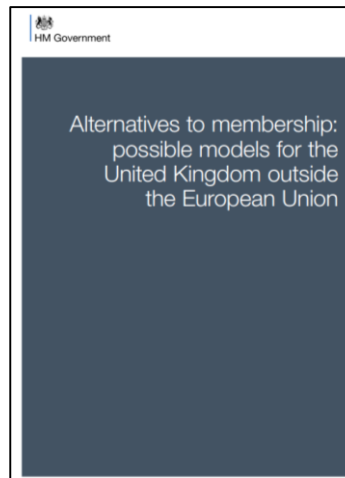 HM Government
Alternatives to membership:
possible models for the
United Kingdom outside
the European Union